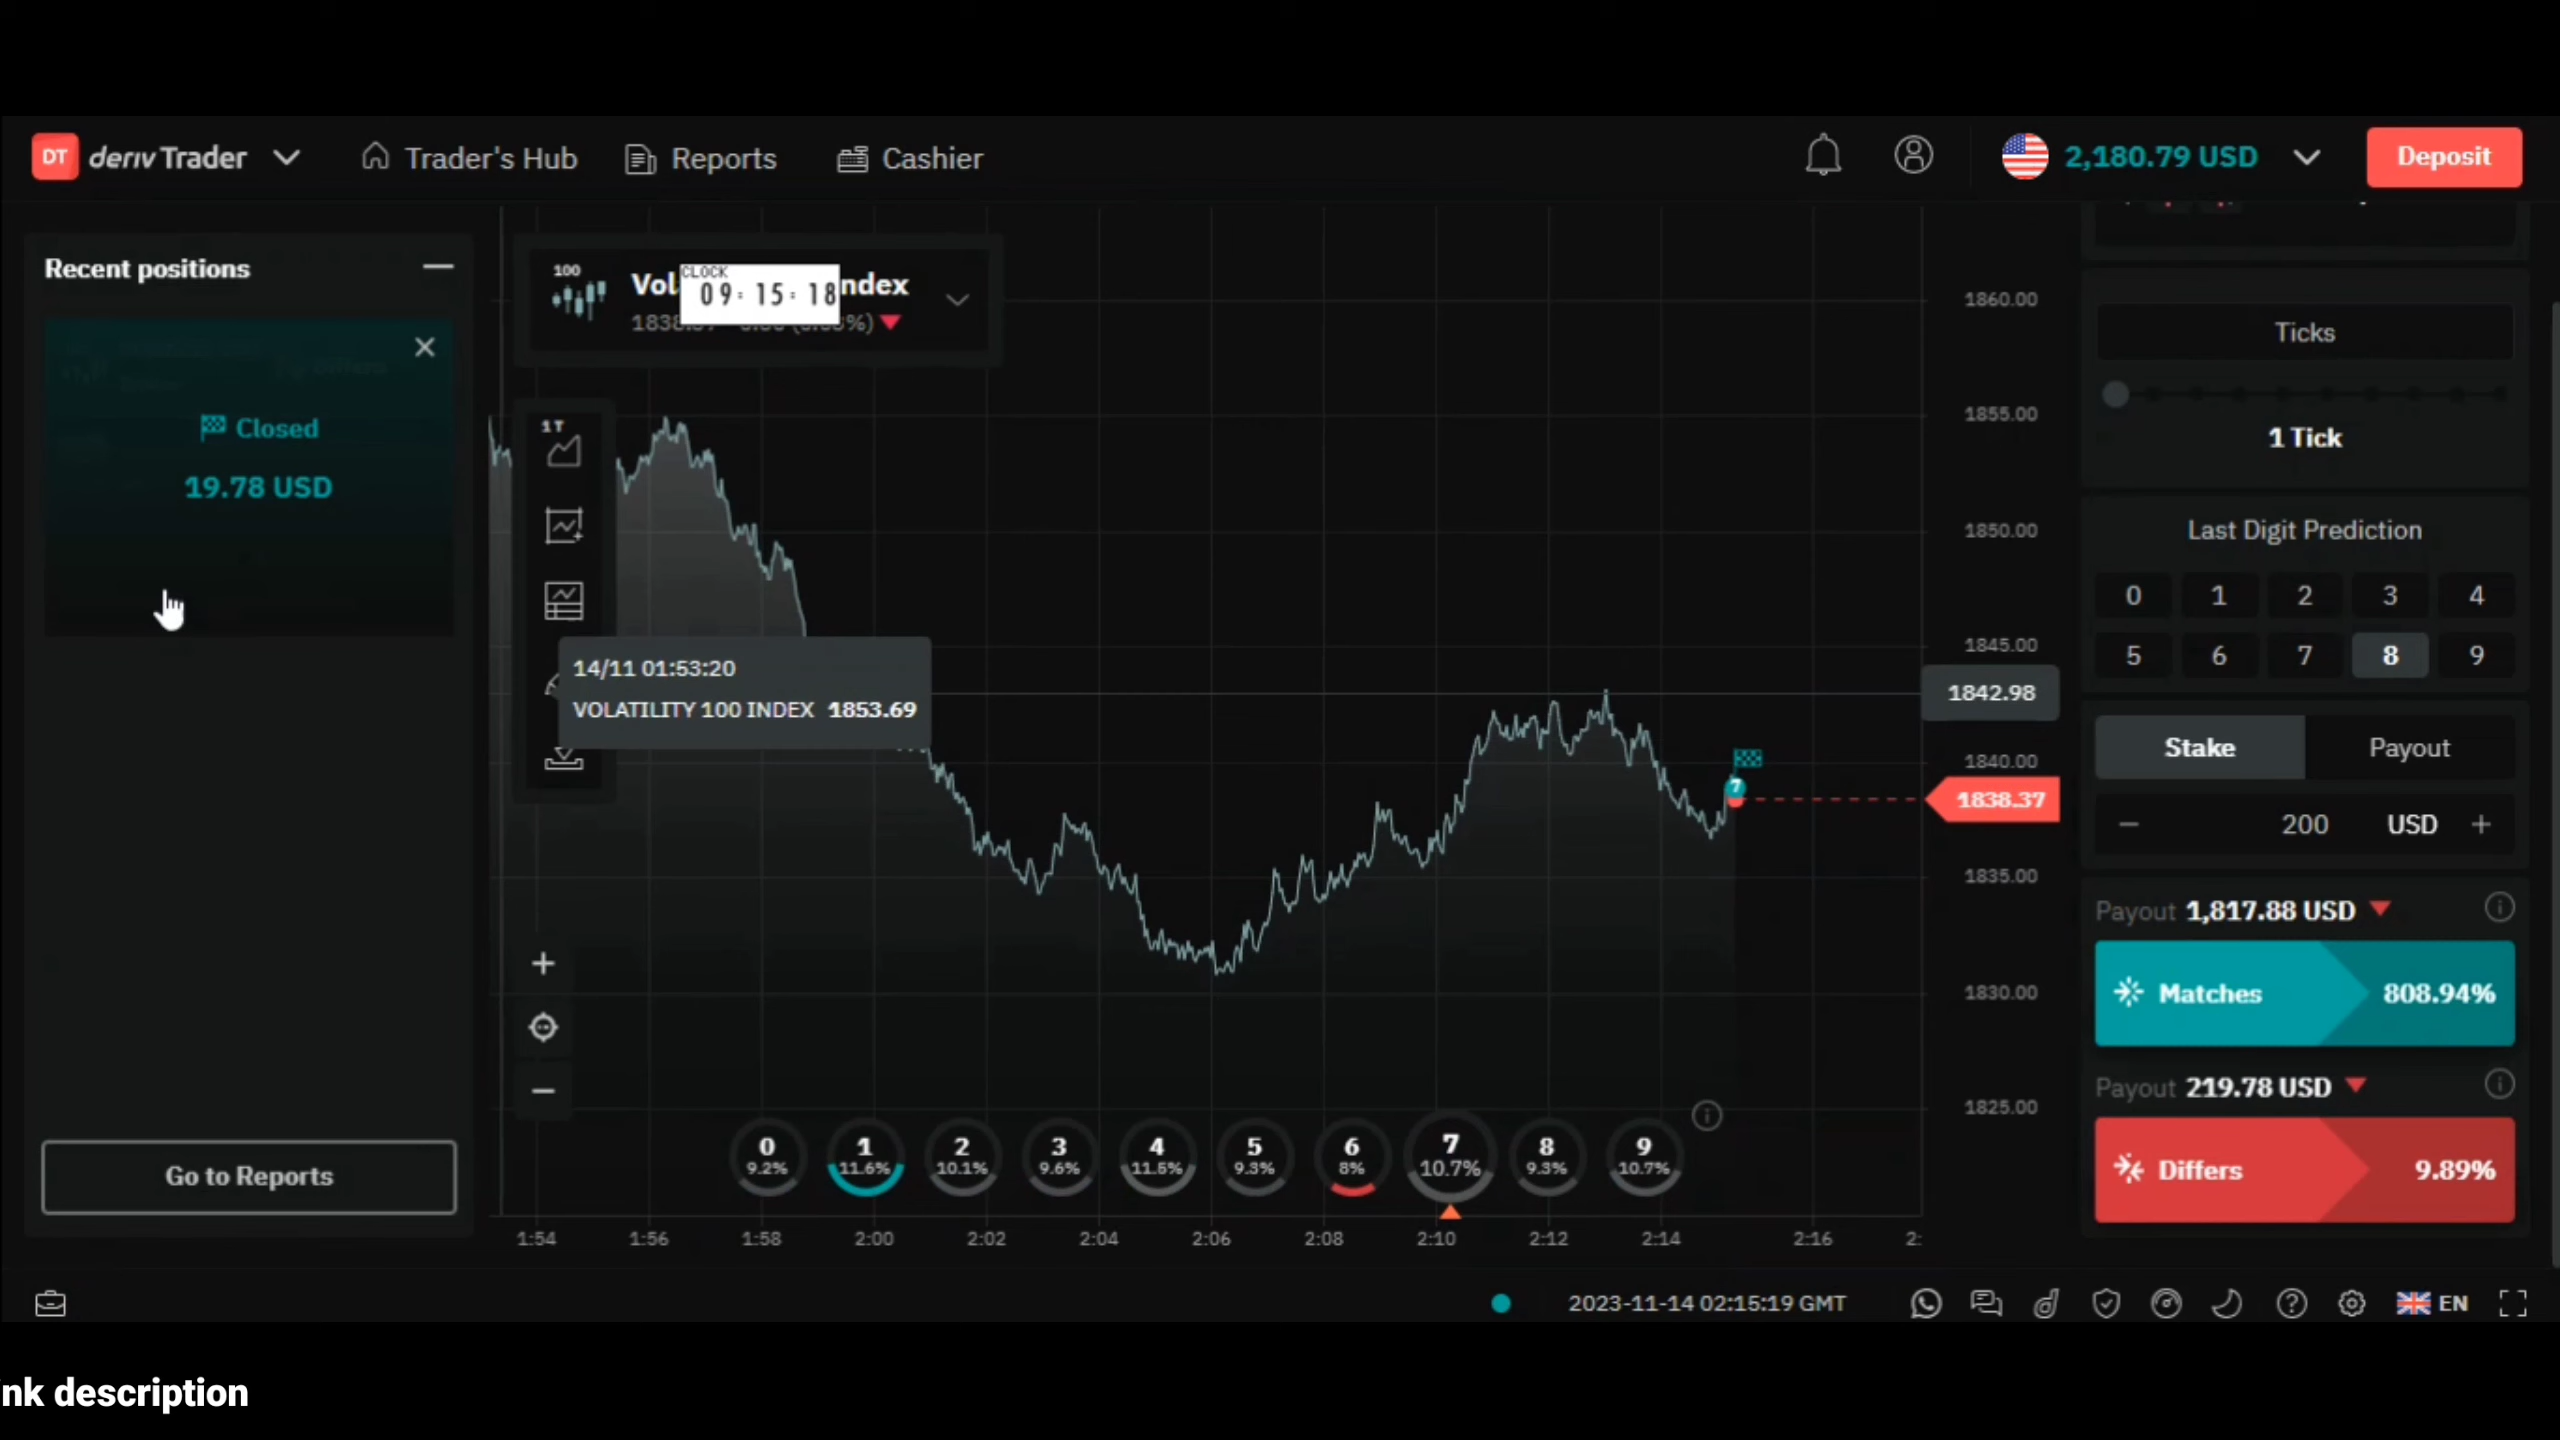 DT deriv Trader
Trader's Hub
Reports
Cashier
2,180.79 USD
Deposit
Recent positions
Closed
19.78 USD
Go to Reports
100
Vol
ndex
CLOCK
09: 15: 18
1838
%)
1T
14/11 01:53:20
VOLATILITY 100 INDEX 1853.69
1860.00
1855.00
1850.00
1845.00
1842.98
1840.00
7
1838.37
1835.00
1830.00
1825.00
0 1 2 3 4 5 6 7 8 9
9.2% 11.6% 10.1% 9.6% 11.5% 9.3% 8% 10.7% 9.3% 10.7%
1:54 1:56 1:58 2:00 2:02 2:04 2:06 2:08 2:10 2:12 2:14 2:16 2:
Ticks
1 Tick
Last Digit Prediction
0 1 2 3 4
5 6 7 8 9
Stake Payout
− 200 USD +
Payout 1,817.88 USD
Matches 808.94%
Payout 219.78 USD
Differs 9.89%
2023-11-14 02:15:19 GMT
EN
ink description